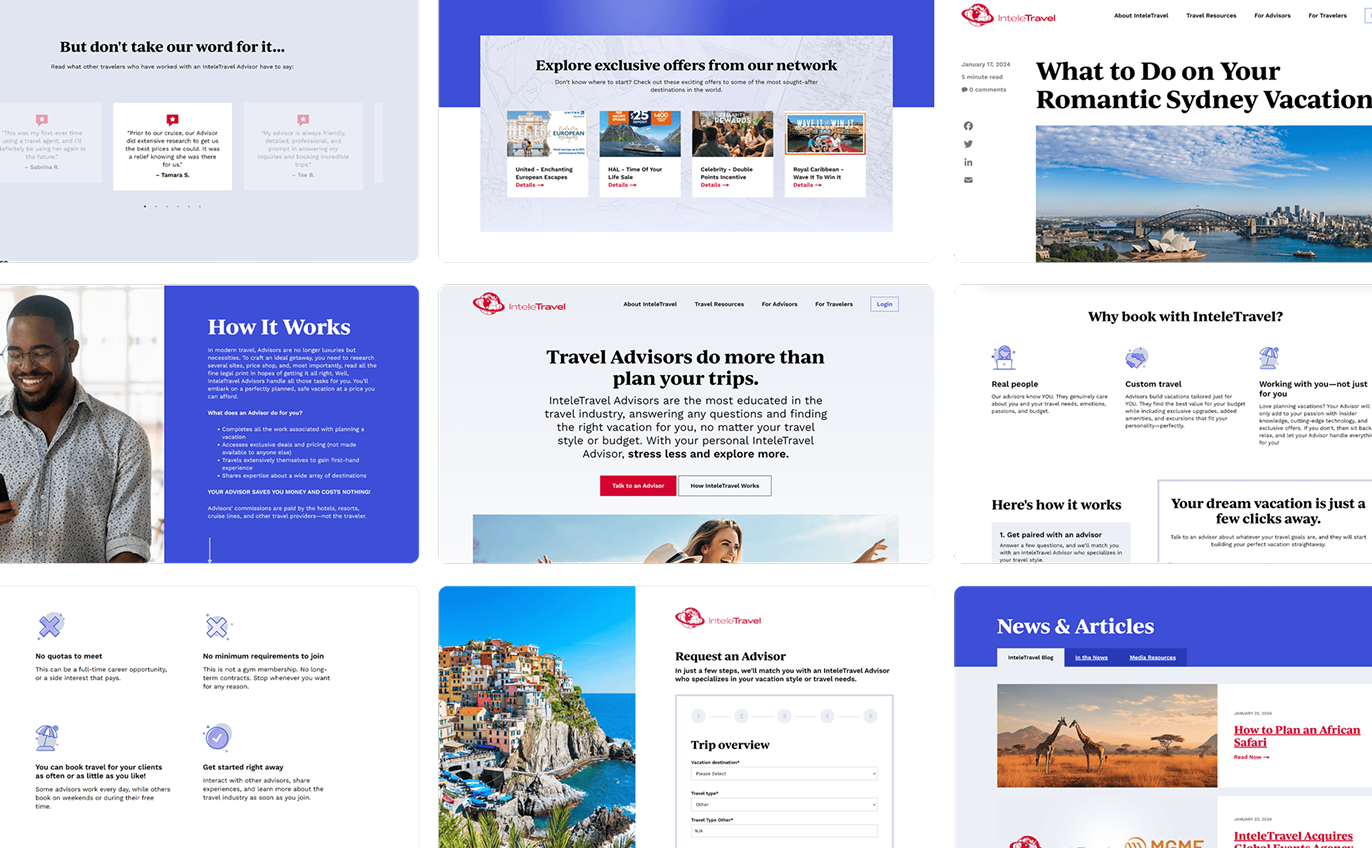 But don't take our word for it...
Read what other travelers who have worked with an InteleTravel Advisor have to say:
"This was my first-ever time
using a travel agent, and I'll
definitely be using her again in
the future."
– Sabrina R.
"Prior to our cruise, our Advisor
did extensive research to get us
the best prices she could. It was
a relief knowing she was there
for us."
– Tamara S.
"My advisor is always friendly,
detailed, professional, and
prompt in answering my
inquiries and booking incredible
trips."
– Tee B.
Explore exclusive offers from our network
Don't know where to start? Check out these exciting offers to some of the most sought-after
destinations in the world.
EUROPEAN
$25
DEPOSIT
$400
CELEBRITY
REWARDS
WAVE IT TO WIN IT
United - Enchanting
European Escapes
Details →
HAL - Time Of Your
Life Sale
Details →
Celebrity - Double
Points Incentive
Details →
Royal Caribbean -
Wave It To Win It
Details →
InteleTravel
About InteleTravel
Travel Resources
For Advisors
For Travelers
January 17, 2024
5 minute read
0 comments
What to Do on Your
Romantic Sydney Vacation
How It Works
In modern travel, Advisors are no longer luxuries but
necessities. To craft an ideal getaway, you need to research
several sites, price shop, and, most importantly, read all the
fine legal print in hopes of getting it all right. Well,
InteleTravel Advisors handle all those tasks for you. You'll
embark on a perfectly planned, safe vacation at a price you
can afford.
What does an Advisor do for you?
• Completes all the work associated with planning a
vacation
• Accesses exclusive deals and pricing (not made
available to anyone else)
• Travels extensively themselves to gain first-hand
experience
• Shares expertise about a wide array of destinations
YOUR ADVISOR SAVES YOU MONEY AND COSTS NOTHING!
Advisors' commissions are paid by the hotels, resorts,
cruise lines, and other travel providers—not the traveler.
InteleTravel
About InteleTravel
Travel Resources
For Advisors
For Travelers
Login
Travel Advisors do more than
plan your trips.
InteleTravel Advisors are the most educated in the
travel industry, answering any questions and finding
the right vacation for you, no matter your travel
style or budget. With your personal InteleTravel
Advisor, stress less and explore more.
Talk to an Advisor
How InteleTravel Works
Why book with InteleTravel?
Real people
Our advisors know YOU. They genuinely care
about you and your travel needs, emotions,
passions, and budget.
Custom travel
Advisors build vacations tailored just for
YOU. They find the best value for your budget
while including exclusive upgrades, added
amenities, and excursions that fit your
personality—perfectly.
Working with you—not just
for you
Love planning vacations? Your Advisor will
only add to your passion with insider
knowledge, cutting-edge technology, and
exclusive offers. If you don't, then sit back
relax, and let your Advisor handle everythi
for you!
Here's how it works
1. Get paired with an advisor
Answer a few questions, and we'll match you
with an InteleTravel Advisor who specializes in
your travel style.
Your dream vacation is just a
few clicks away.
Talk to an advisor about whatever your travel goals are, and they will start
building your perfect vacation straightaway.
No quotas to meet
This can be a full-time career opportunity,
or a side interest that pays.
No minimum requirements to join
This is not a gym membership. No long-
term contracts. Stop whenever you want
for any reason.
You can book travel for your clients
as often or as little as you like!
Some advisors work every day, while others
book on weekends or during their free
time.
Get started right away
Interact with other advisors, share
experiences, and learn more about the
travel industry as soon as you join.
InteleTravel
Request an Advisor
In just a few steps, we'll match you with an InteleTravel Advisor
who specializes in your vacation style or travel needs.
1
2
3
4
5
Trip overview
Vacation destination*
Please Select
Travel type*
Other
Travel Type Other*
N/A
News & Articles
InteleTravel Blog
In the News
Media Resources
JANUARY 25, 2024
How to Plan an African
Safari
Read Now →
JANUARY 23, 2024
InteleTravel Acquires
Global Events Agency
InteleTravel
MGME